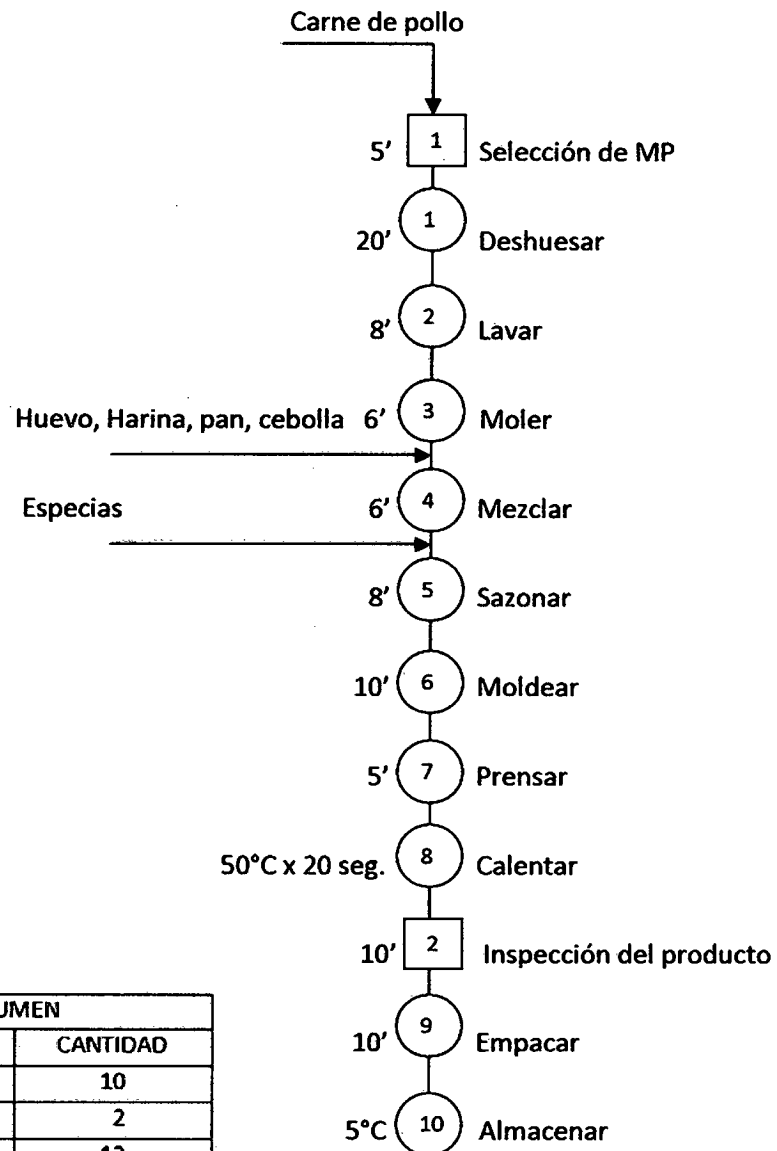 Carne de pollo
5' 1 Selección de MP
20' 1 Deshuesar
8' 2 Lavar
Huevo, Harina, pan, cebolla 6' 3 Moler
Especias 6' 4 Mezclar
8' 5 Sazonar
10' 6 Moldear
5' 7 Prensar
50°C x 20 seg. 8 Calentar
10' 2 Inspección del producto
10' 9 Empacar
5°C 10 Almacenar
UMEN
CANTIDAD
10
2